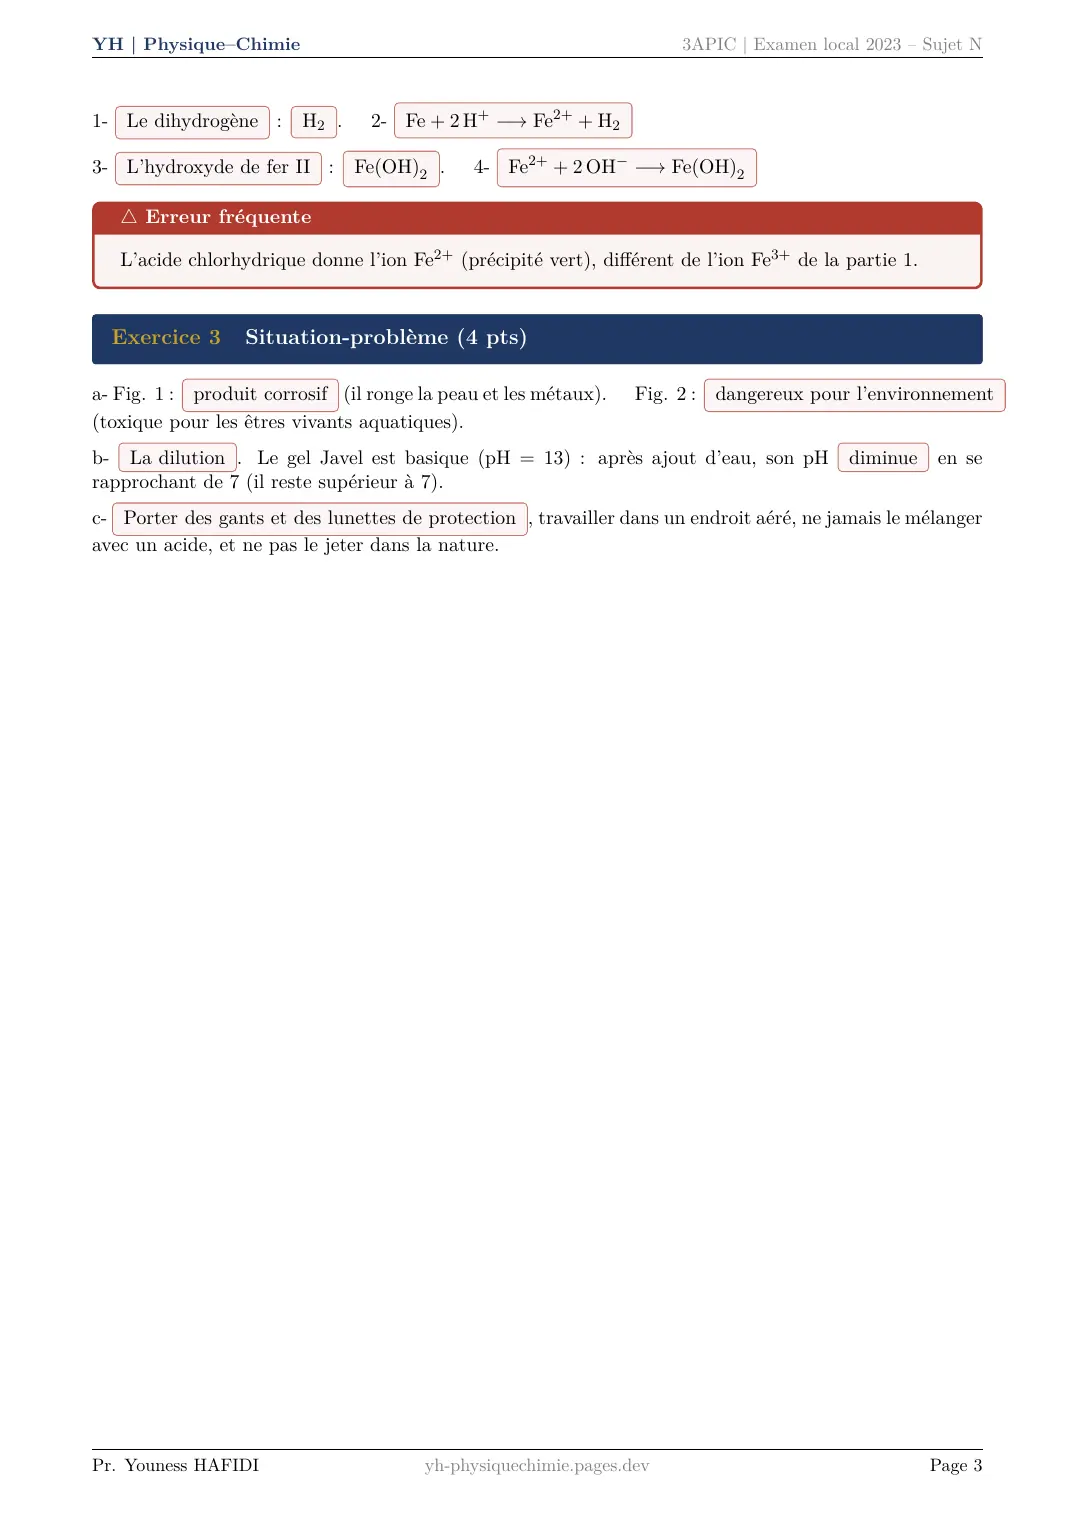 YH | Physique–Chimie 3APIC | Examen local 2023 – Sujet N
1- Le dihydrogène : H₂ . 2- Fe + 2 H⁺ ⟶ Fe²⁺ + H₂
3- L'hydroxyde de fer II : Fe(OH)₂ . 4- Fe²⁺ + 2 OH⁻ ⟶ Fe(OH)₂
△ Erreur fréquente
L'acide chlorhydrique donne l'ion Fe²⁺ (précipité vert), différent de l'ion Fe³⁺ de la partie 1.
Exercice 3 Situation-problème (4 pts)
a- Fig. 1 : produit corrosif (il ronge la peau et les métaux). Fig. 2 : dangereux pour l'environnement
(toxique pour les êtres vivants aquatiques).
b- La dilution . Le gel Javel est basique (pH = 13) : après ajout d'eau, son pH diminue en se
rapprochant de 7 (il reste supérieur à 7).
c- Porter des gants et des lunettes de protection , travailler dans un endroit aéré, ne jamais le mélanger
avec un acide, et ne pas le jeter dans la nature.
Pr. Youness HAFIDI yh-physiquechimie.pages.dev Page 3